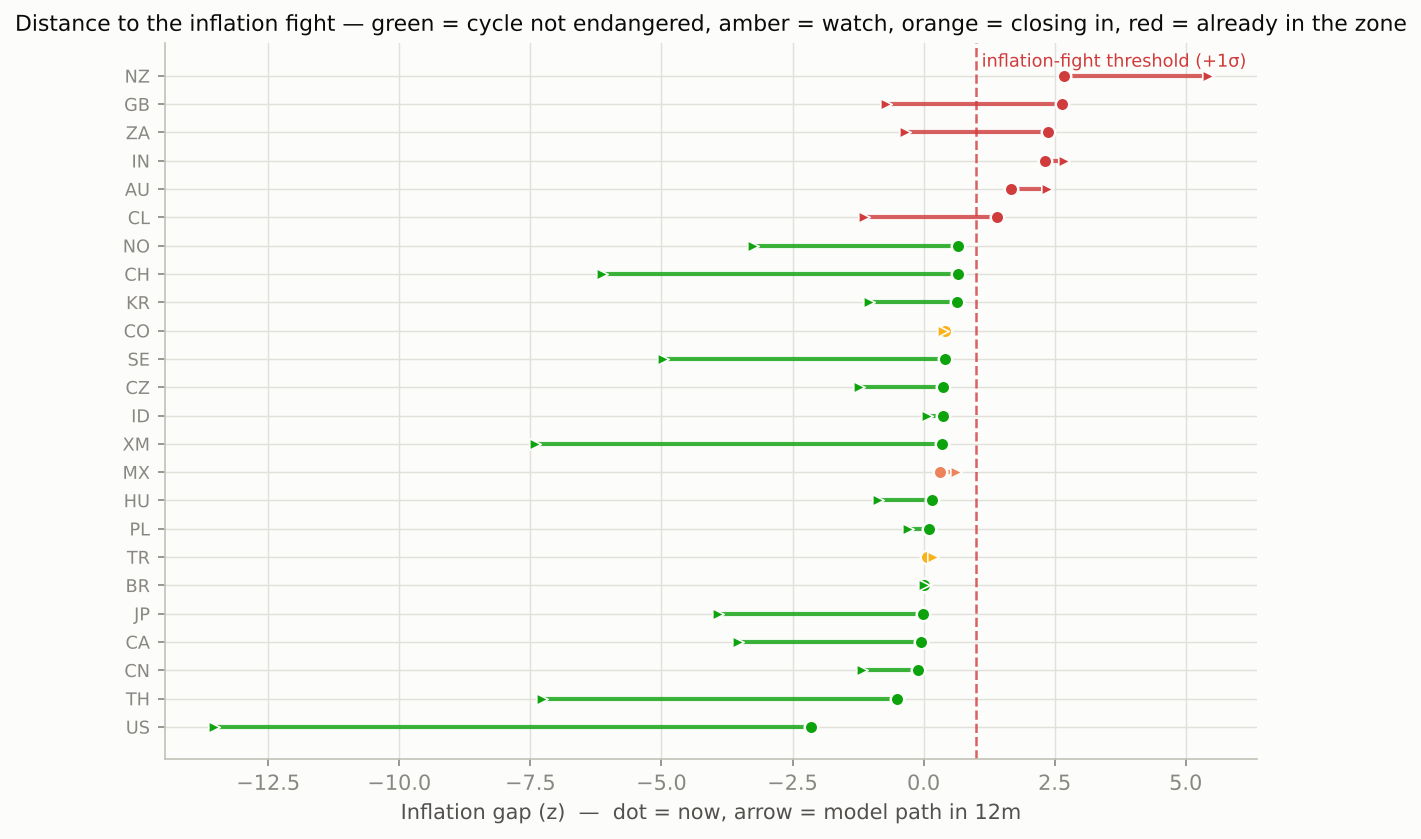 Distance to the inflation fight — green = cycle not endangered, amber = watch, orange = closing in, red = already in the zone
inflation-fight threshold (+1σ)
NZ
GB
ZA
IN
AU
CL
NO
CH
KR
CO
SE
CZ
ID
XM
MX
HU
PL
TR
BR
JP
CA
CN
TH
US
−12.5 −10.0 −7.5 −5.0 −2.5 0.0 2.5 5.0
Inflation gap (z) — dot = now, arrow = model path in 12m